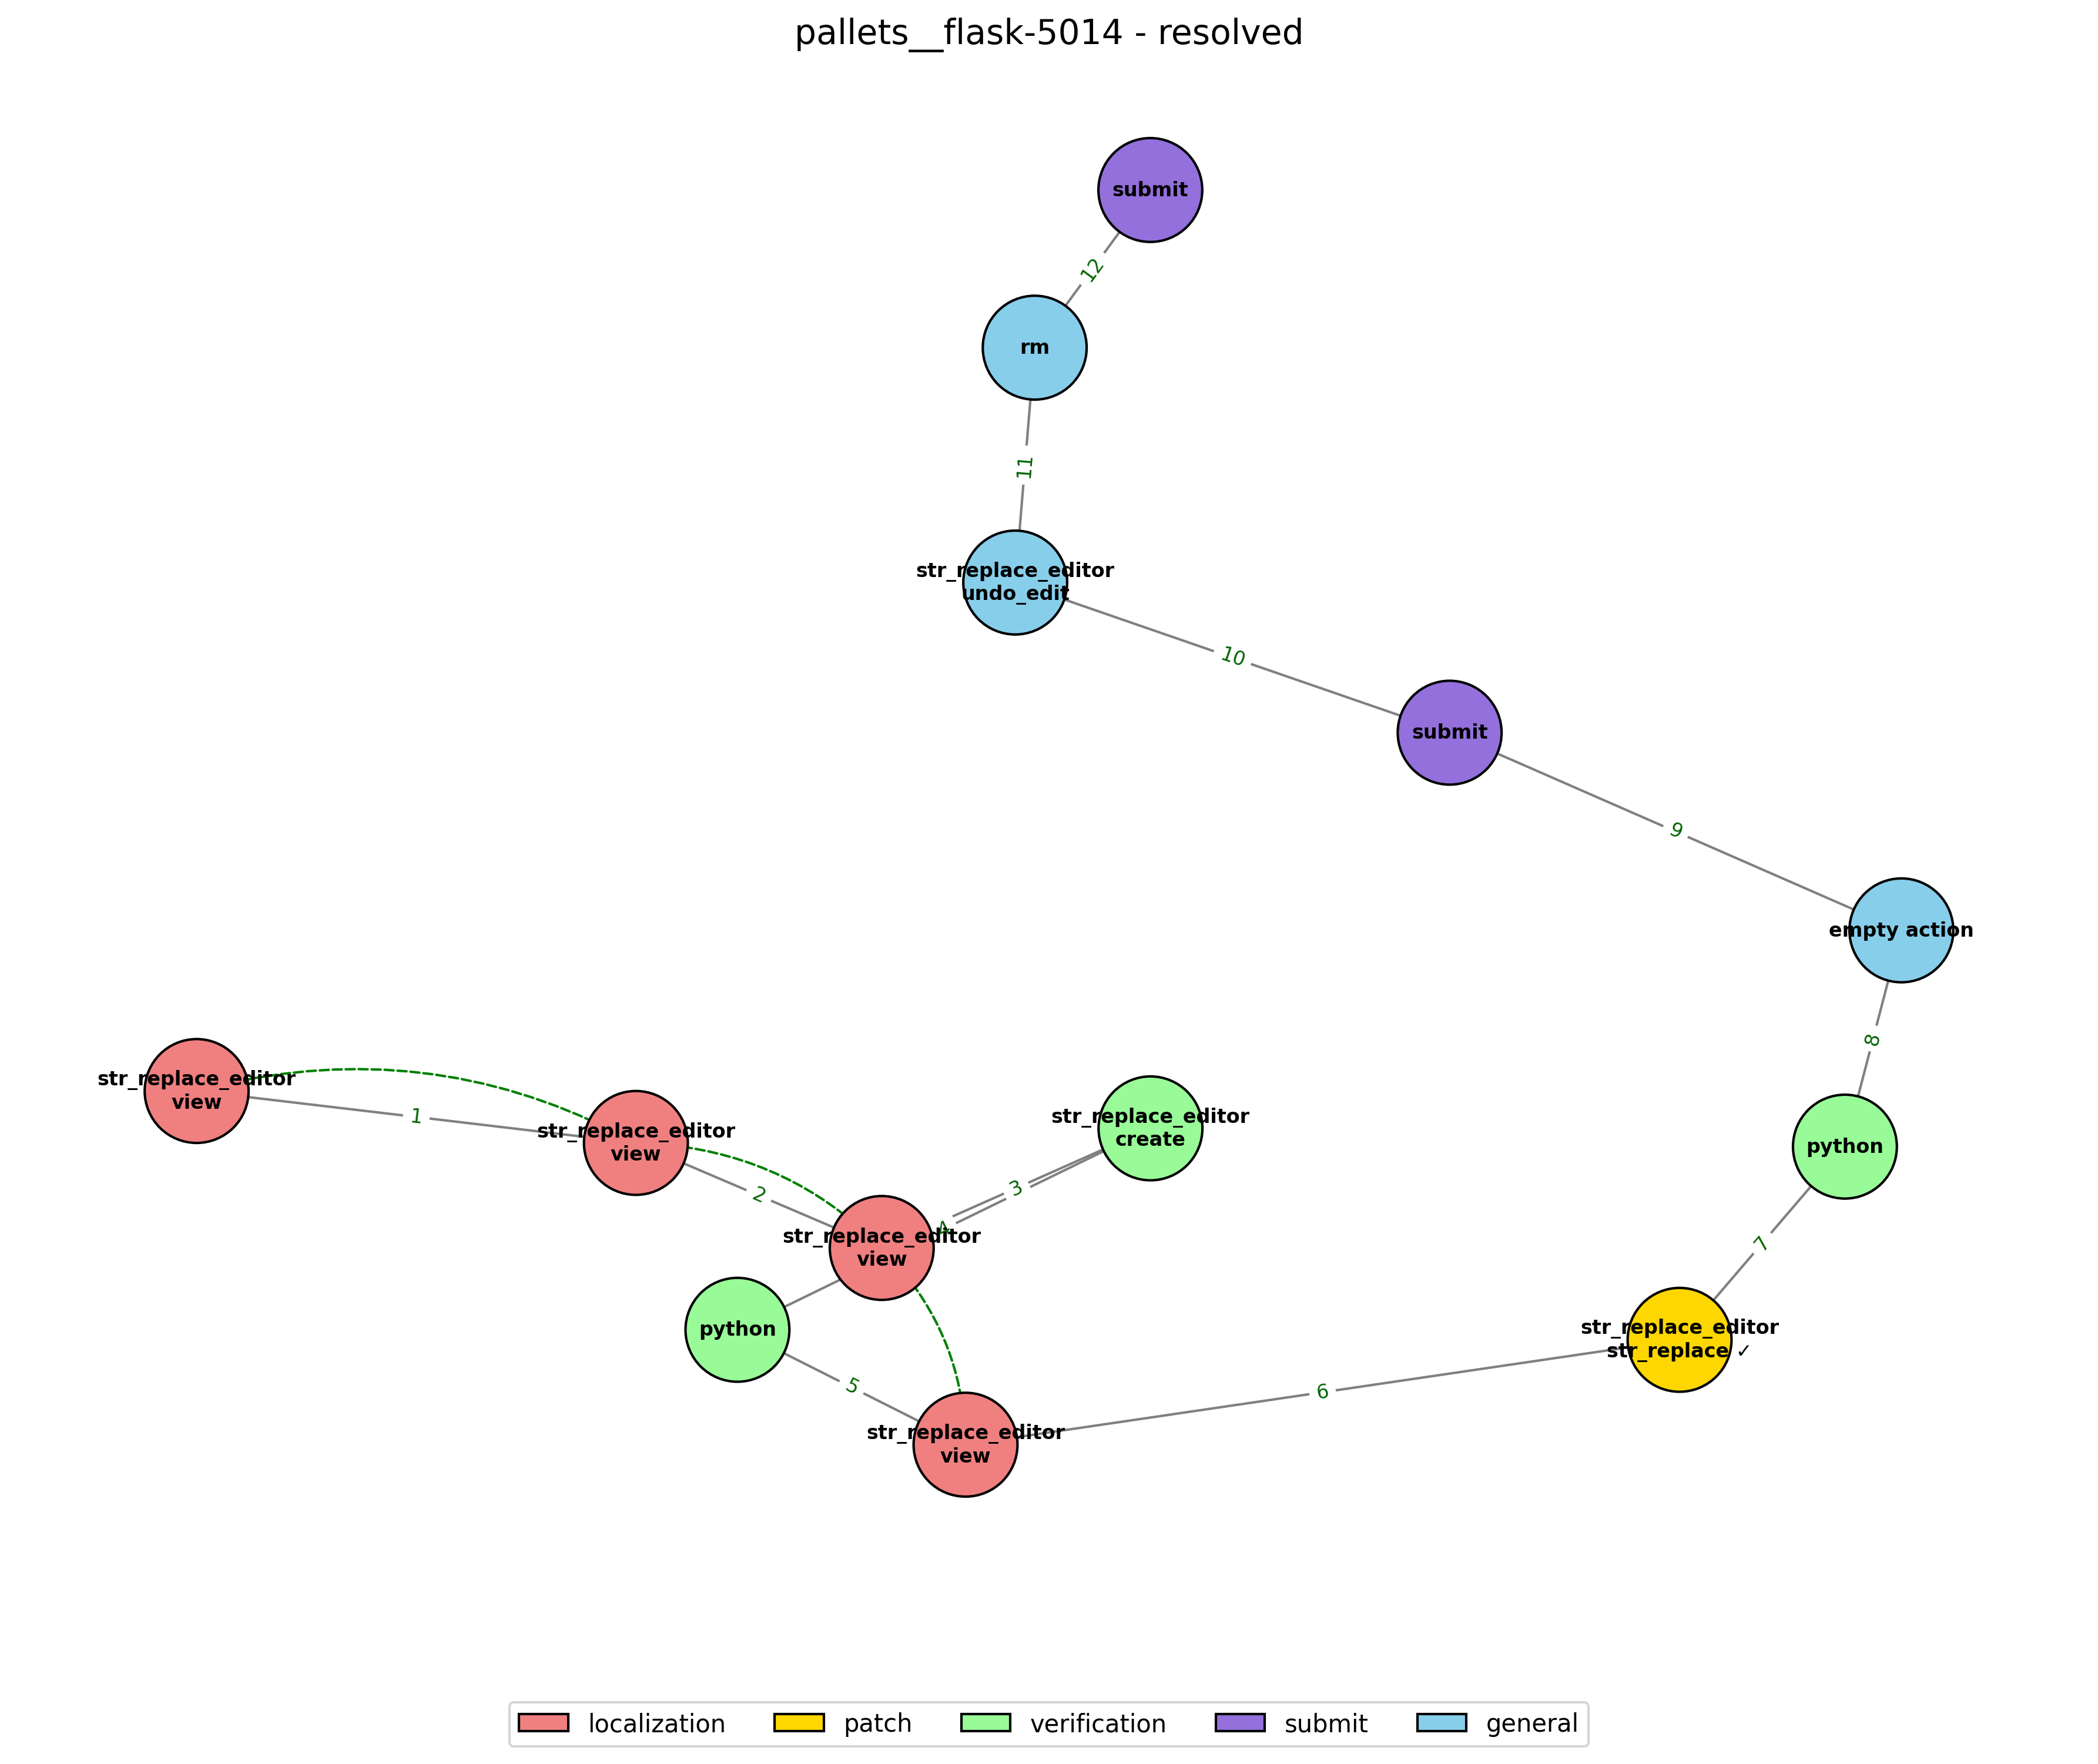 pallets__flask-5014 - resolved
submit
12
rm
11
str_replace_editor
undo_edit
10
submit
9
empty action
8
str_replace_editor
view
1
str_replace_editor
view
2
str_replace_editor
create
3
4
python
str_replace_editor
view
7
python
5
str_replace_editor
str_replace ✓
6
str_replace_editor
view
localization
patch
verification
submit
general